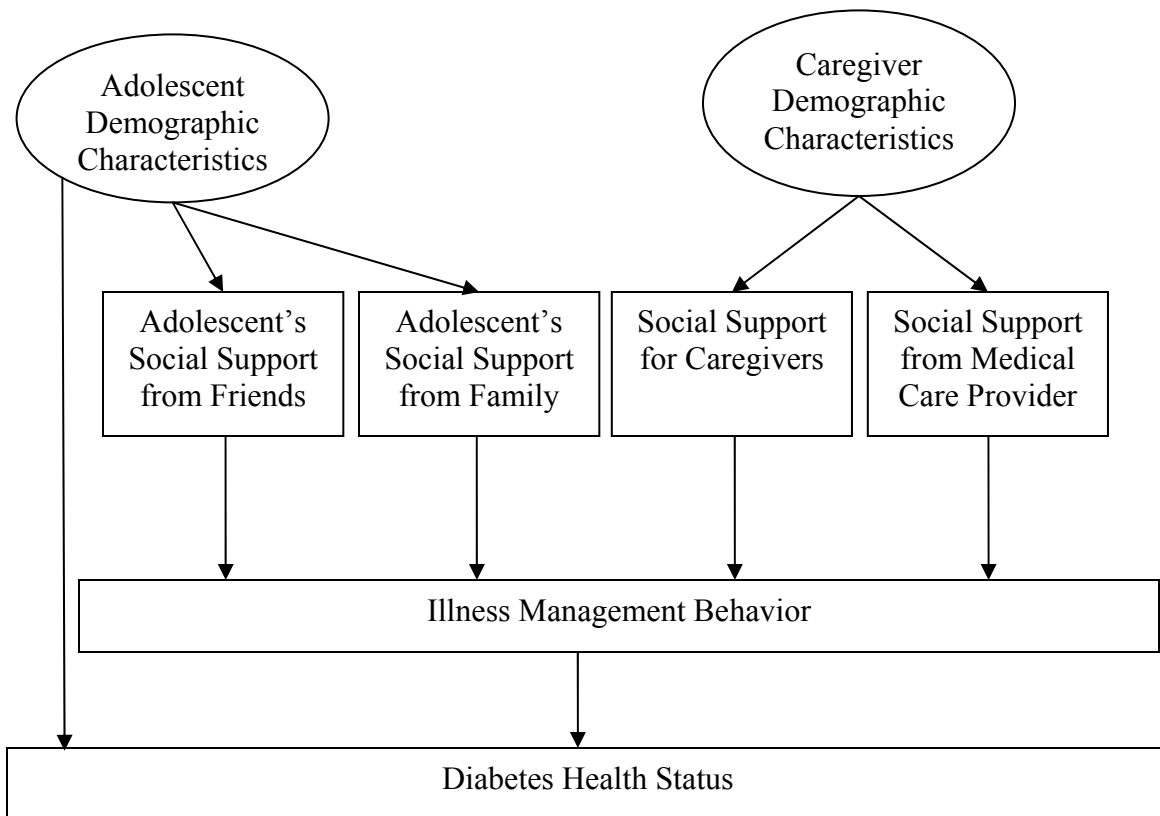 Adolescent
Demographic
Characteristics
Caregiver
Demographic
Characteristics
Adolescent’s
Social Support
from Friends
Adolescent’s
Social Support
from Family
Social Support
for Caregivers
Social Support
from Medical
Care Provider
Illness Management Behavior
Diabetes Health Status